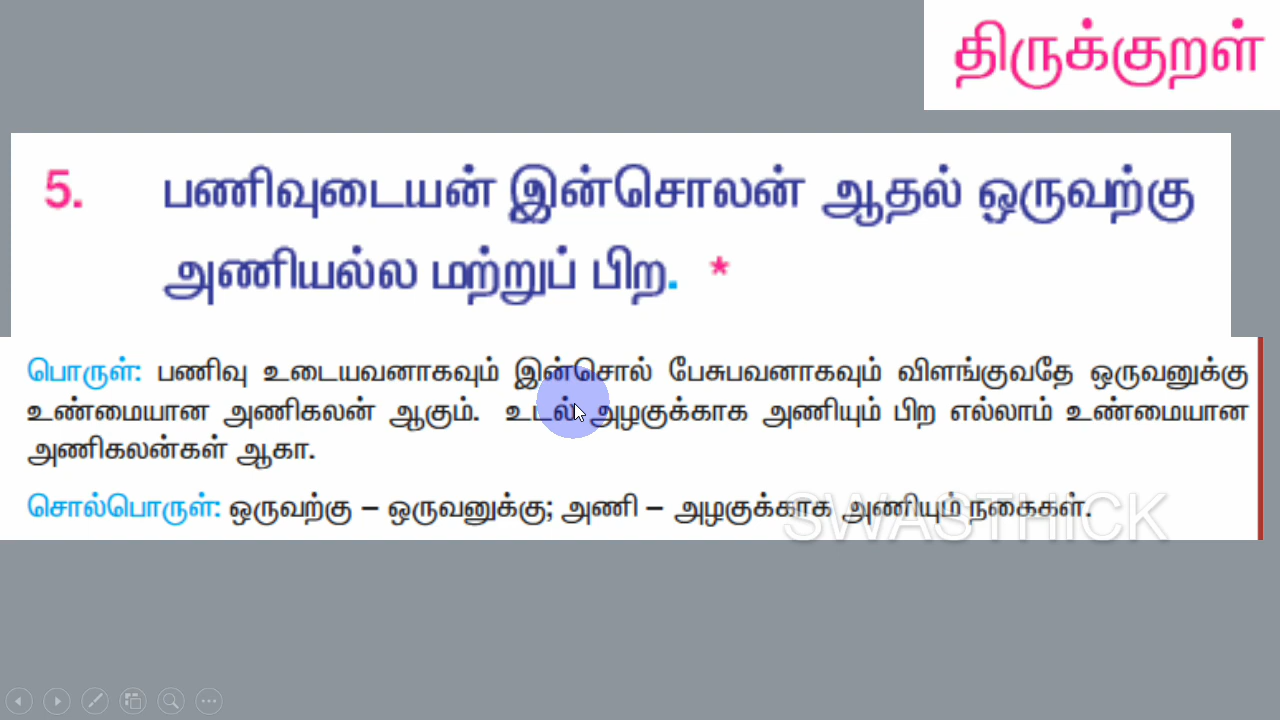 திருக்குறள்
5. பணிவுடையன் இன்சொலன் ஆதல் ஒருவற்கு
அணியல்ல மற்றுப் பிற. *
பொருள்: பணிவு உடையவனாகவும் இன்சொல் பேசுபவனாகவும் விளங்குவதே ஒருவனுக்கு
உண்மையான அணிகலன் ஆகும். உடல் அழகுக்காக அணியும் பிற எல்லாம் உண்மையான
அணிகலன்கள் ஆகா.
சொல்பொருள்: ஒருவற்கு – ஒருவனுக்கு; அணி – அழகுக்காக அணியும் நகைகள்.
SWASTHICK